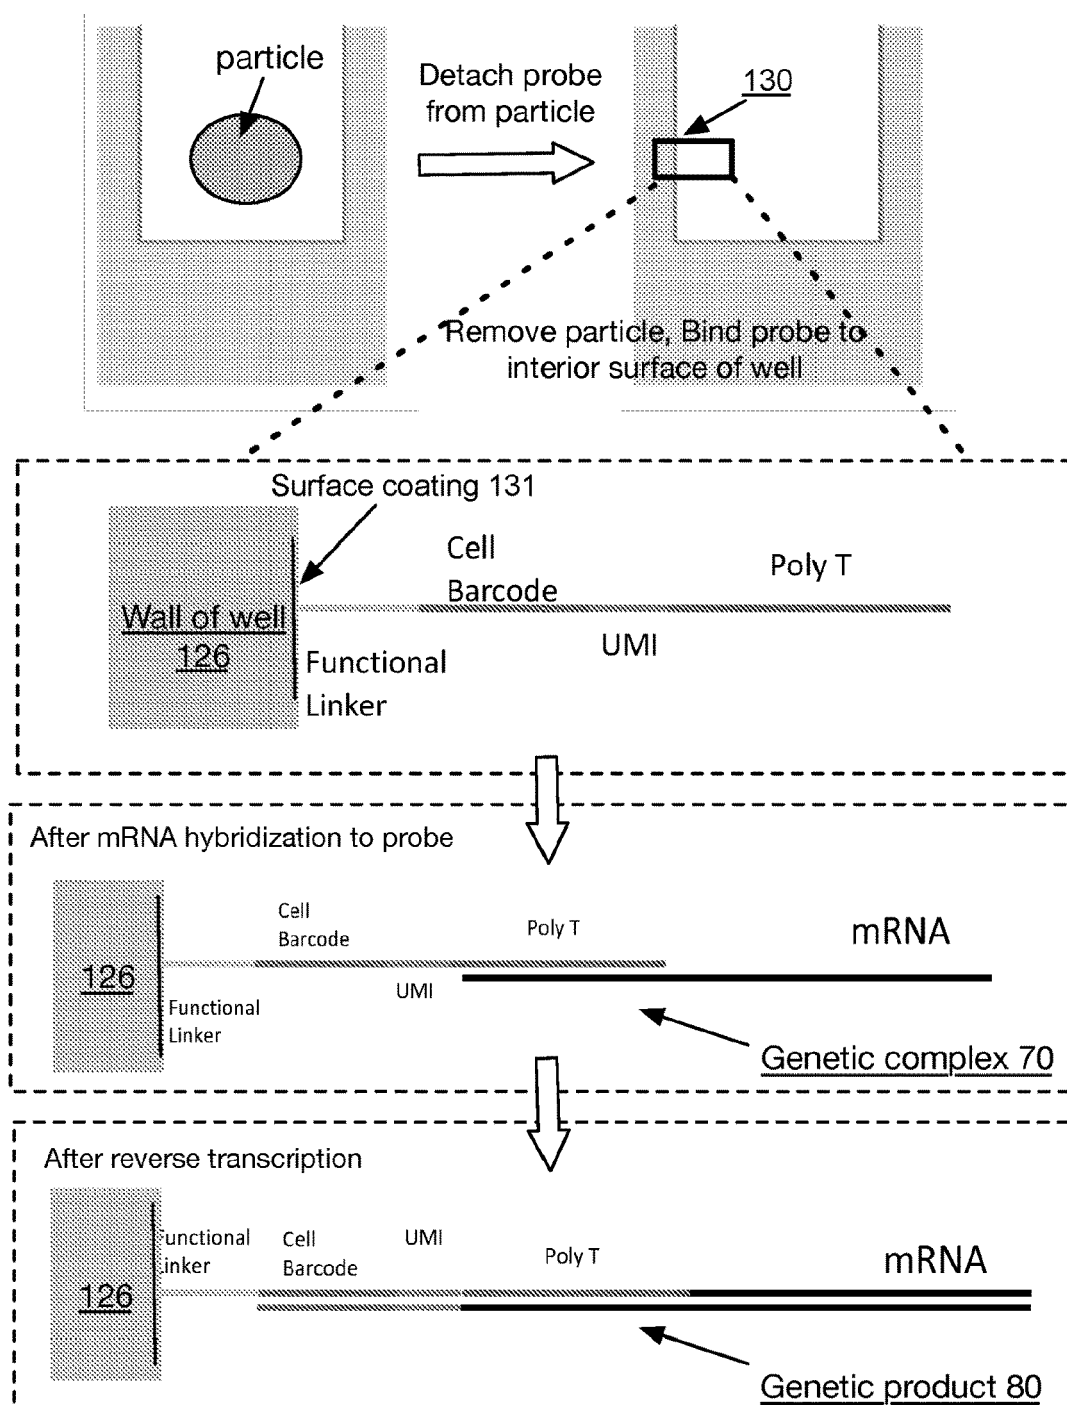 particle
Detach probe
from particle
130
Remove particle, Bind probe to
interior surface of well
Surface coating 131
Cell
Barcode
Poly T
Wall of well
126
UMI
Functional
Linker
After mRNA hybridization to probe
Cell
Barcode
Poly T
mRNA
126
UMI
Functional
Linker
Genetic complex 70
After reverse transcription
Functional
Linker
Cell
Barcode
UMI
Poly T
mRNA
126
Genetic product 80